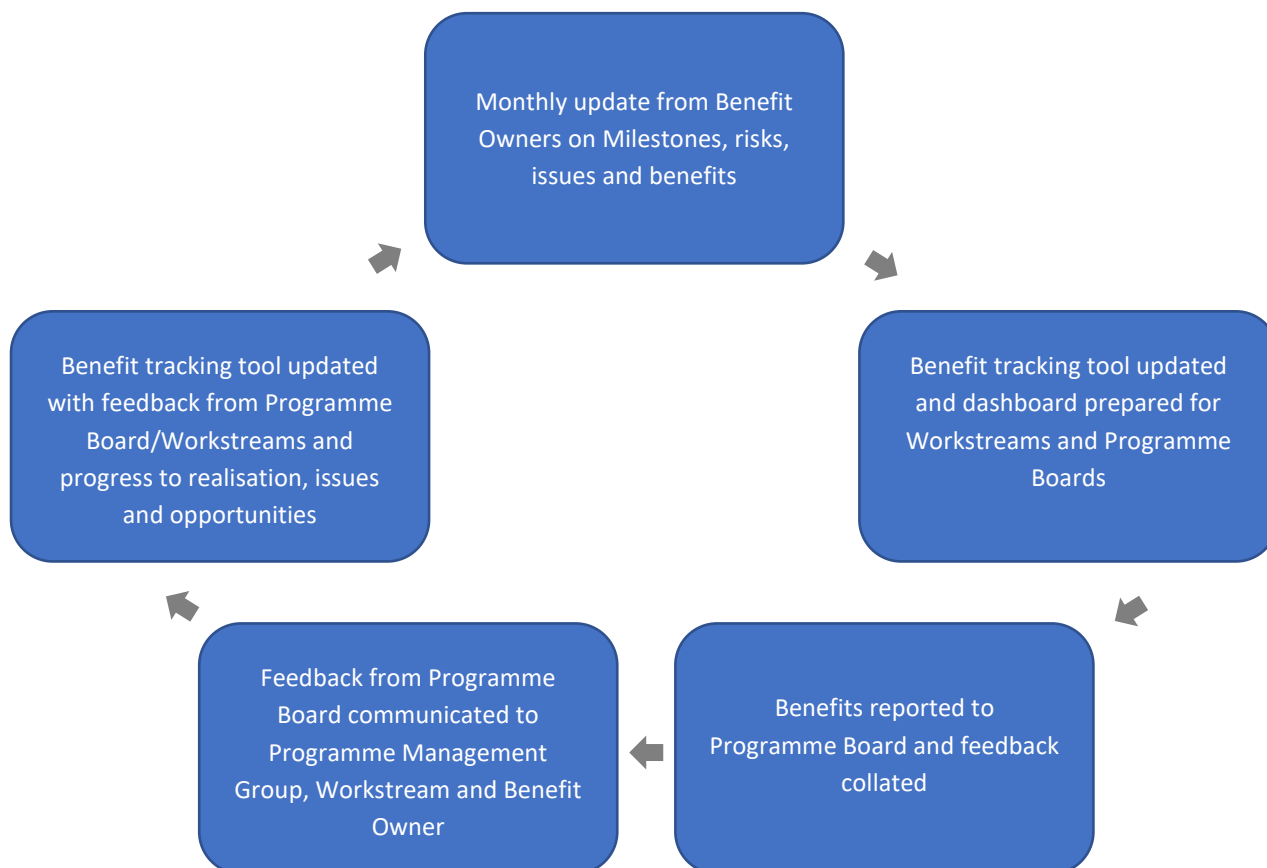 Monthly update from Benefit
Owners on Milestones, risks,
issues and benefits
Benefit tracking tool updated
and dashboard prepared for
Workstreams and Programme
Boards
Benefits reported to
Programme Board and feedback
collated
Feedback from Programme
Board communicated to
Programme Management
Group, Workstream and Benefit
Owner
Benefit tracking tool updated
with feedback from Programme
Board/Workstreams and
progress to realisation, issues
and opportunities